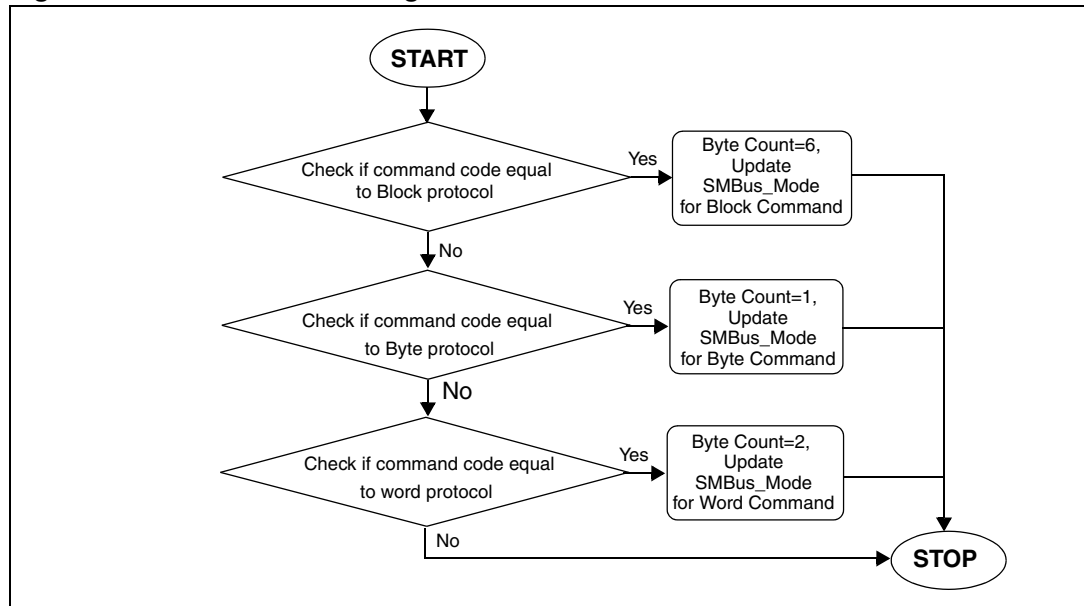 START
Check if command code equal
to Block protocol
Yes
Byte Count=6,
Update
SMBus_Mode
for Block Command
No
Check if command code equal
to Byte protocol
Yes
Byte Count=1,
Update
SMBus_Mode
for Byte Command
No
Check if command code equal
to word protocol
Yes
Byte Count=2,
Update
SMBus_Mode
for Word Command
No
STOP